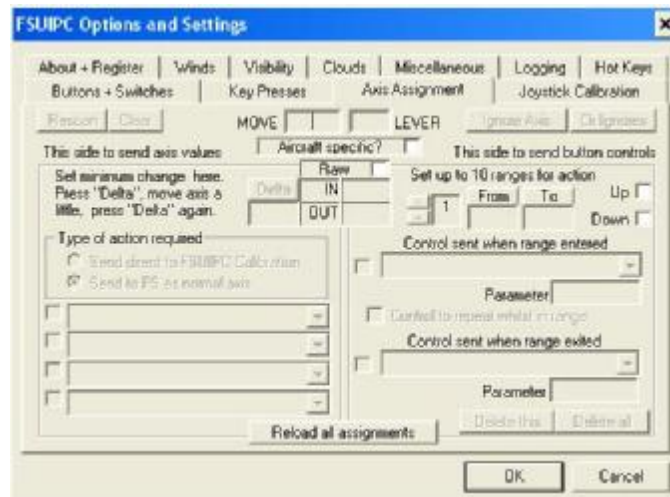 FSUIPC Options and Settings
About + Register Winds Visibility Clouds Miscellaneous Logging Hot Keys
Buttons + Switches Key Presses Axis Assignment Joystick Calibration
Rescan Clear MOVE LEVER Ignore Axis Clr Ignores
This side to send axis values Aircraft specific? This side to send button controls
Set minimum change here. Raw Set up to 10 ranges for action
Press "Delta", move axis a Delta IN 1 From To Up
little, press "Delta" again. OUT Down
Type of action required Control sent when range entered
Send direct to FSUIPC Calibration
Send to FS as normal axis
Parameter
Control to repeat whilst in range
Control sent when range exited
Parameter
Delete this Delete all
Reload all assignments
OK Cancel